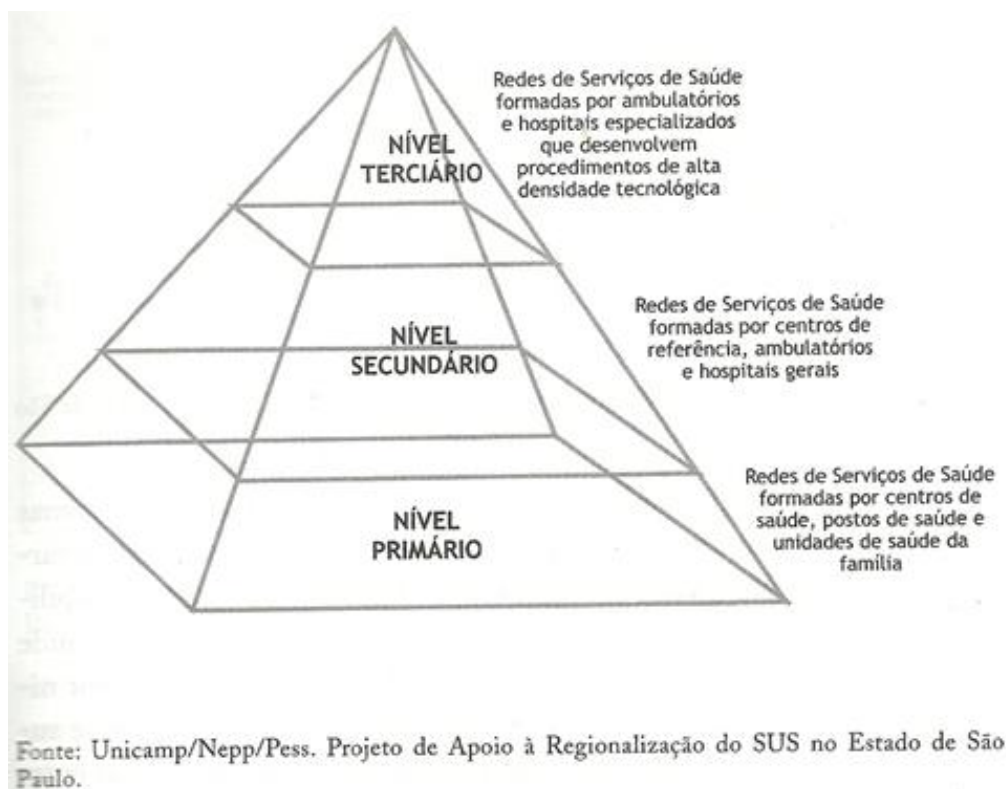 Redes de Serviços de Saúde
formadas por ambulatórios
e hospitais especializados
que desenvolvem
procedimentos de alta
densidade tecnológica
NÍVEL
TERCIÁRIO
Redes de Serviços de Saúde
formadas por centros de
referência, ambulatórios
e hospitais gerais
NÍVEL
SECUNDÁRIO
Redes de Serviços de Saúde
formadas por centros de
saúde, postos de saúde e
unidades de saúde da
família
NÍVEL
PRIMÁRIO
Fonte: Unicamp/Nepp/Pess. Projeto de Apoio à Regionalização do SUS no Estado de São
Paulo.